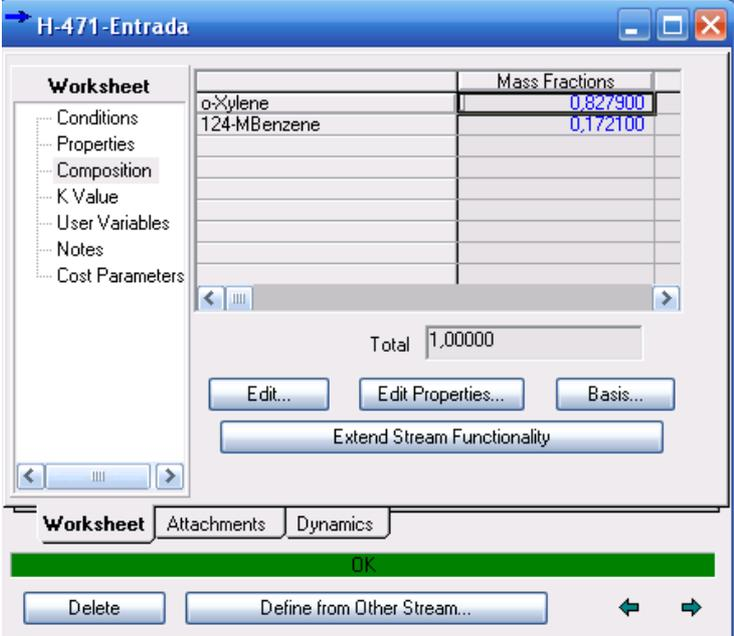 H-471-Entrada
Worksheet
Conditions
Properties
Composition
K Value
User Variables
Notes
Cost Parameters
Mass Fractions
o-Xylene 0,827900
124-MBenzene 0,172100
Total 1,00000
Edit... Edit Properties... Basis...
Extend Stream Functionality
Worksheet Attachments Dynamics
OK
Delete Define from Other Stream...